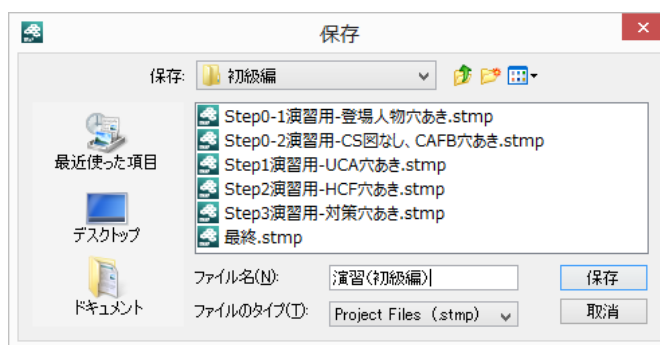 保存
保存:
初級編
Step0-1演習用-登場人物穴あき.stmp
Step0-2演習用-CS図なし、CAFB穴あき.stmp
Step1演習用-UCA穴あき.stmp
Step2演習用-HCF穴あき.stmp
Step3演習用-対策穴あき.stmp
最終.stmp
最近使った項目
デスクトップ
ドキュメント
ファイル名(N):
演習(初級編)
保存
ファイルのタイプ(T):
Project Files (.stmp)
取消